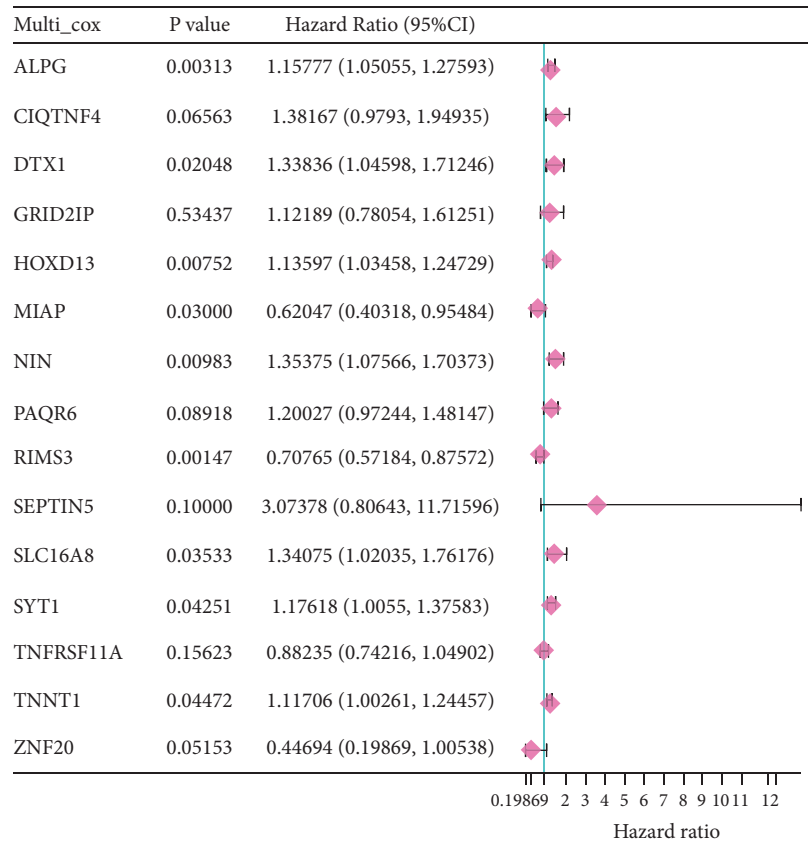 Multi_cox P value Hazard Ratio (95%CI)
ALPG 0.00313 1.15777 (1.05055, 1.27593)
CIQTNF4 0.06563 1.38167 (0.9793, 1.94935)
DTX1 0.02048 1.33836 (1.04598, 1.71246)
GRID2IP 0.53437 1.12189 (0.78054, 1.61251)
HOXD13 0.00752 1.13597 (1.03458, 1.24729)
MIAP 0.03000 0.62047 (0.40318, 0.95484)
NIN 0.00983 1.35375 (1.07566, 1.70373)
PAQR6 0.08918 1.20027 (0.97244, 1.48147)
RIMS3 0.00147 0.70765 (0.57184, 0.87572)
SEPTIN5 0.10000 3.07378 (0.80643, 11.71596)
SLC16A8 0.03533 1.34075 (1.02035, 1.76176)
SYT1 0.04251 1.17618 (1.0055, 1.37583)
TNFRSF11A 0.15623 0.88235 (0.74216, 1.04902)
TNNT1 0.04472 1.11706 (1.00261, 1.24457)
ZNF20 0.05153 0.44694 (0.19869, 1.00538)
0.19869 2 3 4 5 6 7 8 9 10 11 12
Hazard ratio